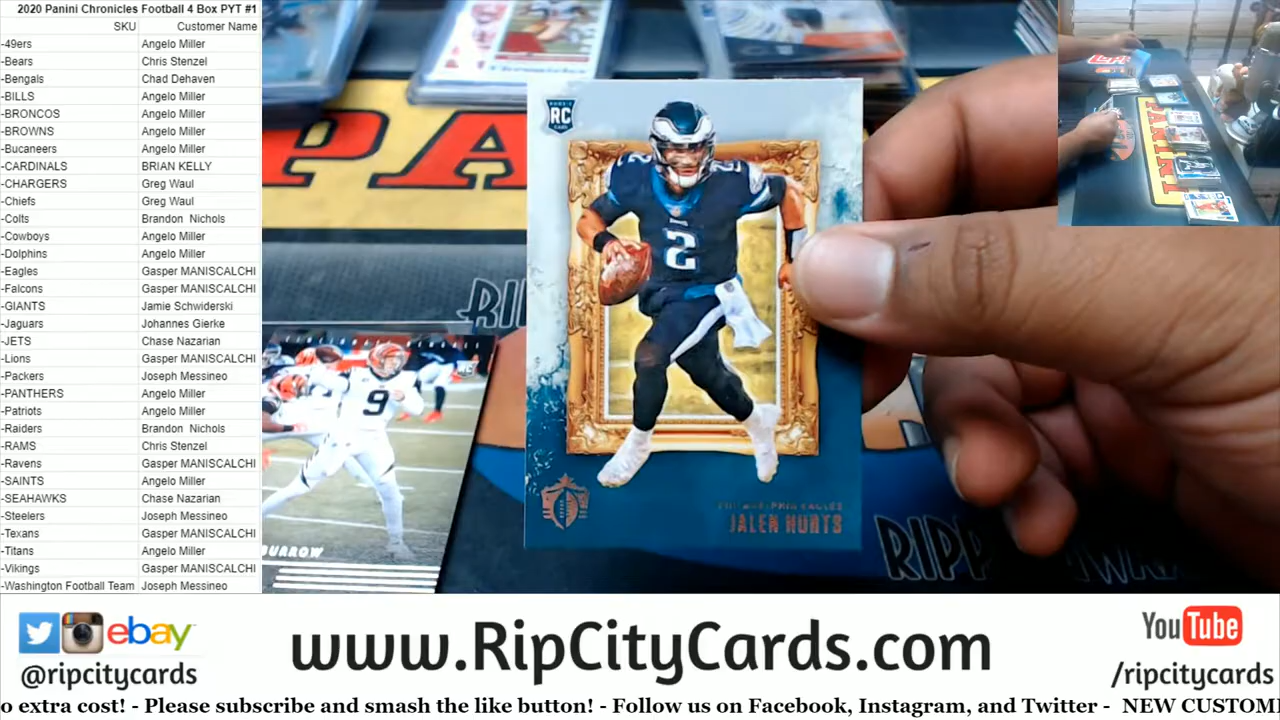 2020 Panini Chronicles Football 4 Box PYT #1
SKU Customer Name
-49ers Angelo Miller
-Bears Chris Stenzel
-Bengals Chad Dehaven
-BILLS Angelo Miller
-BRONCOS Angelo Miller
-BROWNS Angelo Miller
-Bucaneers Angelo Miller
-CARDINALS BRIAN KELLY
-CHARGERS Greg Waul
-Chiefs Greg Waul
-Colts Brandon Nichols
-Cowboys Angelo Miller
-Dolphins Angelo Miller
-Eagles Gasper MANISCALCHI
-Falcons Gasper MANISCALCHI
-GIANTS Jamie Schwiderski
-Jaguars Johannes Gierke
-JETS Chase Nazarian
-Lions Gasper MANISCALCHI
-Packers Joseph Messineo
-PANTHERS Angelo Miller
-Patriots Angelo Miller
-Raiders Brandon Nichols
-RAMS Chris Stenzel
-Ravens Gasper MANISCALCHI
-SAINTS Angelo Miller
-SEAHAWKS Chase Nazarian
-Steelers Joseph Messineo
-Texans Gasper MANISCALCHI
-Titans Angelo Miller
-Vikings Gasper MANISCALCHI
-Washington Football Team Joseph Messineo
PA
RC
2
PHILADELPHIA EAGLES
JALEN HURTS
9
BURROW
RIP
RIPP
PANINI
ebay
@ripcitycards
www.RipCityCards.com
YouTube
/ripcitycards
o extra cost! - Please subscribe and smash the like button! - Follow us on Facebook, Instagram, and Twitter - NEW CUSTOM